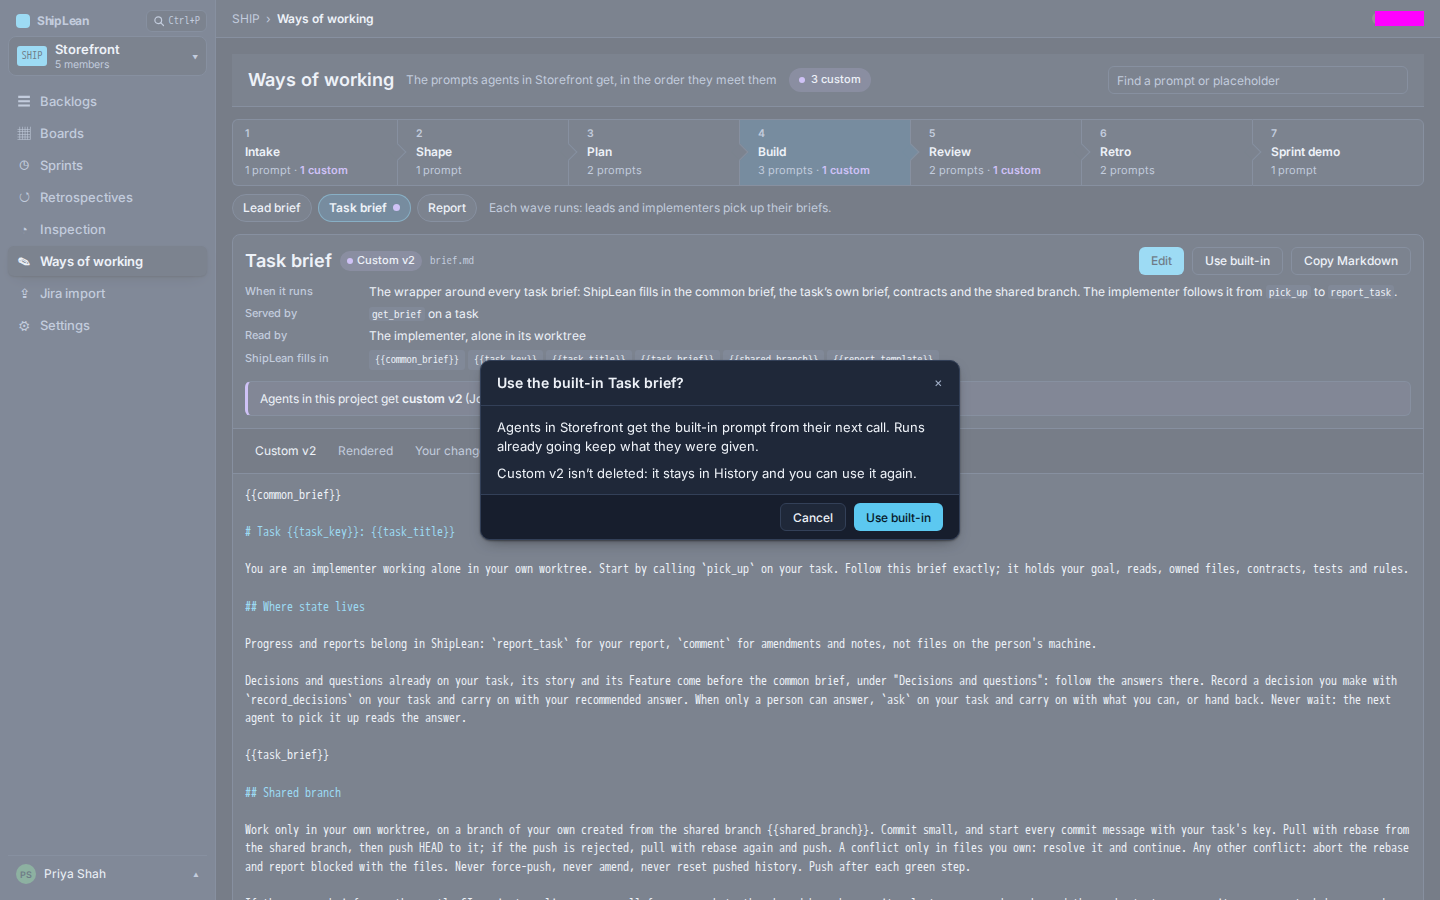 ShipLean
Ctrl+P
SHIP
Storefront
5 members
Backlogs
Boards
Sprints
Retrospectives
Inspection
Ways of working
Jira import
Settings
PS
Priya Shah
SHIP › Ways of working
Ways of working
The prompts agents in Storefront get, in the order they meet them
3 custom
Find a prompt or placeholder
1
Intake
1 prompt · 1 custom
2
Shape
1 prompt
3
Plan
2 prompts
4
Build
3 prompts · 1 custom
5
Review
2 prompts · 1 custom
6
Retro
2 prompts
7
Sprint demo
1 prompt
Lead brief
Task brief
Report
Each wave runs: leads and implementers pick up their briefs.
Task brief
Custom v2
brief.md
Edit
Use built-in
Copy Markdown
When it runs
The wrapper around every task brief: ShipLean fills in the common brief, the task's own brief, contracts and the shared branch. The implementer follows it from pick_up to report_task.
Served by
get_brief on a task
Read by
The implementer, alone in its worktree
ShipLean fills in
{{common_brief}} {{task_key}} {{task_title}} {{task_brief}} {{shared_branch}} {{report_template}}
Agents in this project get custom v2
Use the built-in Task brief?
×
Agents in Storefront get the built-in prompt from their next call. Runs
already going keep what they were given.
Custom v2 isn't deleted: it stays in History and you can use it again.
Cancel
Use built-in
Custom v2
Rendered
Your
{{common_brief}}
# Task {{task_key}}: {{task_title}}
You are an implementer working alone in your own worktree. Start by calling `pick_up` on your task. Follow this brief exactly; it holds your goal, reads, owned files, contracts, tests and rules.
## Where state lives
Progress and reports belong in ShipLean: `report_task` for your report, `comment` for amendments and notes, not files on the person's machine.
Decisions and questions already on your task, its story and its Feature come before the common brief, under "Decisions and questions": follow the answers there. Record a decision you make with
`record_decisions` on your task and carry on with your recommended answer. When only a person can answer, `ask` on your task and carry on with what you can, or hand back. Never wait: the next
agent to pick it up reads the answer.
{{task_brief}}
## Shared branch
Work only in your own worktree, on a branch of your own created from the shared branch {{shared_branch}}. Commit small, and start every commit message with your task's key. Pull with rebase from
the shared branch, then push HEAD to it; if the push is rejected, pull with rebase again and push. A conflict only in files you own: resolve it and continue. Any other conflict: abort the rebase
and report blocked with the files. Never force-push, never amend, never reset pushed history. Push after each green step.